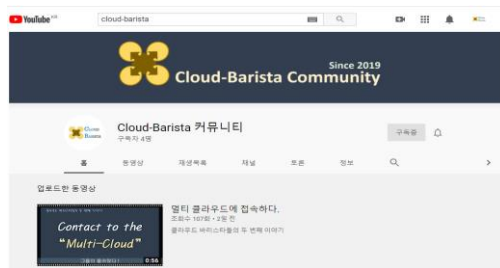 YouTube KR
cloud-barista
Since 2019
Cloud-Barista Community
Cloud-Barista 커뮤니티
구독자 4명
구독중
홈 동영상 재생목록 채널 토론 정보
업로드한 동영상
멀티 클라우드에 접속하다.
조회수 167회 • 2일 전
클라우드 바리스타들의 두 번째 이야기
Contact to the
"Multi-Cloud"
0:56